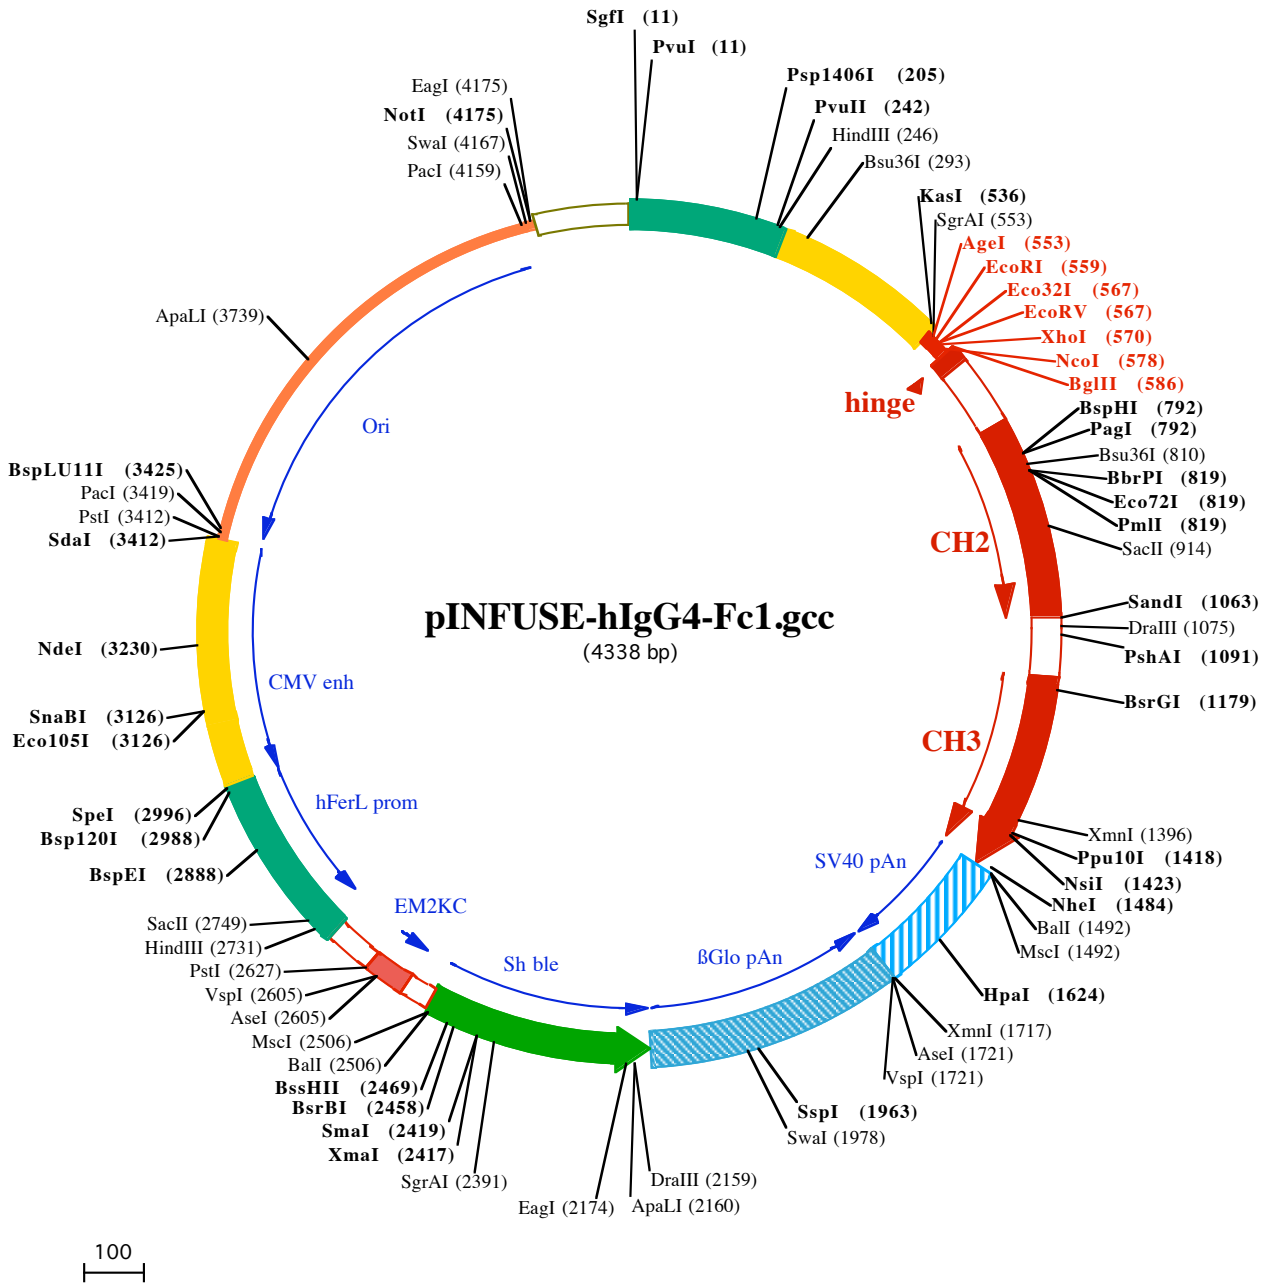 SgfI (11)
PvuI (11)
Psp1406I (205)
PvuII (242)
HindIII (246)
Bsu36I (293)
KasI (536)
SgrAI (553)
AgeI (553)
EcoRI (559)
Eco32I (567)
EcoRV (567)
XhoI (570)
NcoI (578)
BglII (586)
hinge
BspHI (792)
PagI (792)
Bsu36I (810)
BbrPI (819)
Eco72I (819)
PmlI (819)
SacII (914)
CH2
SandI (1063)
DraIII (1075)
PshAI (1091)
BsrGI (1179)
CH3
XmnI (1396)
Ppu10I (1418)
NsiI (1423)
NheI (1484)
BalI (1492)
MscI (1492)
HpaI (1624)
XmnI (1717)
AseI (1721)
VspI (1721)
SspI (1963)
SwaI (1978)
DraIII (2159)
ApaLI (2160)
EagI (2174)
SgrAI (2391)
XmaI (2417)
SmaI (2419)
BsrBI (2458)
BssHII (2469)
BalI (2506)
MscI (2506)
AseI (2605)
VspI (2605)
PstI (2627)
HindIII (2731)
SacII (2749)
BspEI (2888)
Bsp120I (2988)
SpeI (2996)
Eco105I (3126)
SnaBI (3126)
NdeI (3230)
SdaI (3412)
PstI (3412)
PacI (3419)
BspLU11I (3425)
ApaLI (3739)
PacI (4159)
SwaI (4167)
NotI (4175)
EagI (4175)
Ori
CMV enh
hFerL prom
EM2KC
Sh ble
ßGlo pAn
SV40 pAn
pINFUSE-hIgG4-Fc1.gcc
(4338 bp)
100